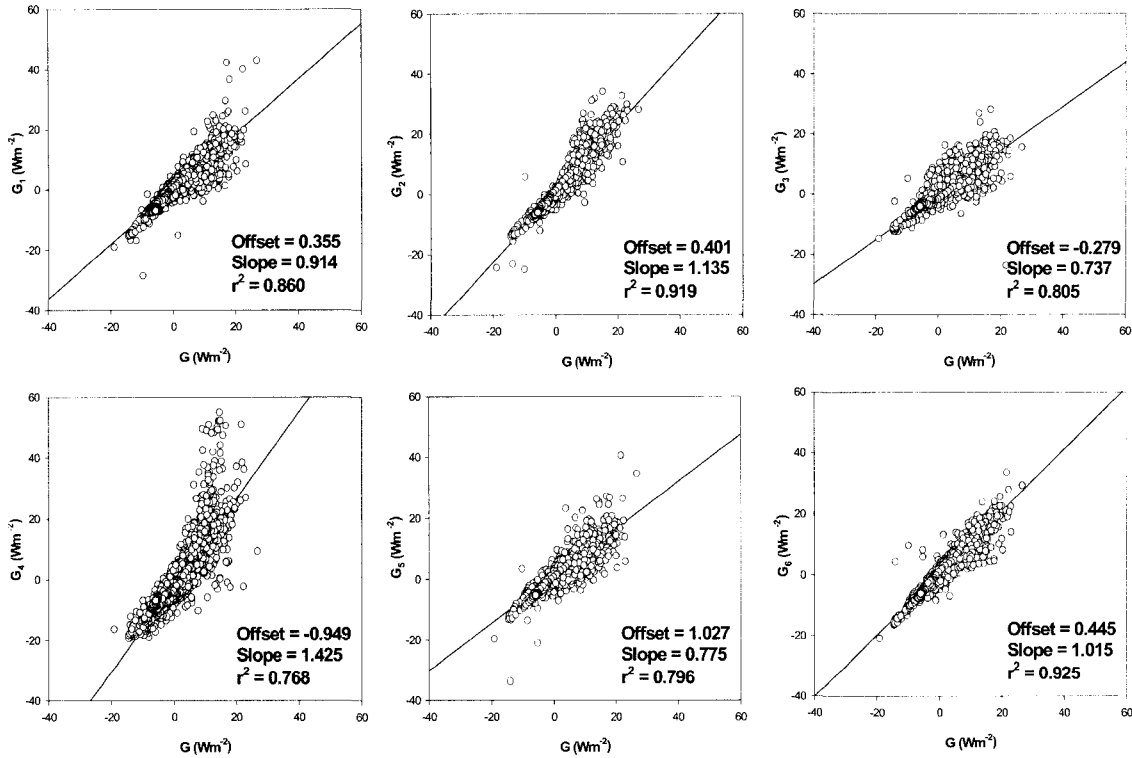 60
40
20
0
-20
-40
G₁ (Wm⁻²)
Offset = 0.355
Slope = 0.914
r² = 0.860
-40 -20 0 20 40 60
G (Wm⁻²)
60
40
20
0
-20
-40
G₂ (Wm⁻²)
Offset = 0.401
Slope = 1.135
r² = 0.919
-40 -20 0 20 40 60
G (Wm⁻²)
60
40
20
0
-20
-40
G₃ (Wm⁻²)
Offset = -0.279
Slope = 0.737
r² = 0.805
-40 -20 0 20 40 60
G (Wm⁻²)
60
40
20
0
-20
-40
G₄ (Wm⁻²)
Offset = -0.949
Slope = 1.425
r² = 0.768
-40 -20 0 20 40 60
G (Wm⁻²)
60
40
20
0
-20
-40
G₅ (Wm⁻²)
Offset = 1.027
Slope = 0.775
r² = 0.796
-40 -20 0 20 40 60
G (Wm⁻²)
60
40
20
0
-20
-40
G₆ (Wm⁻²)
Offset = 0.445
Slope = 1.015
r² = 0.925
-40 -20 0 20 40 60
G (Wm⁻²)